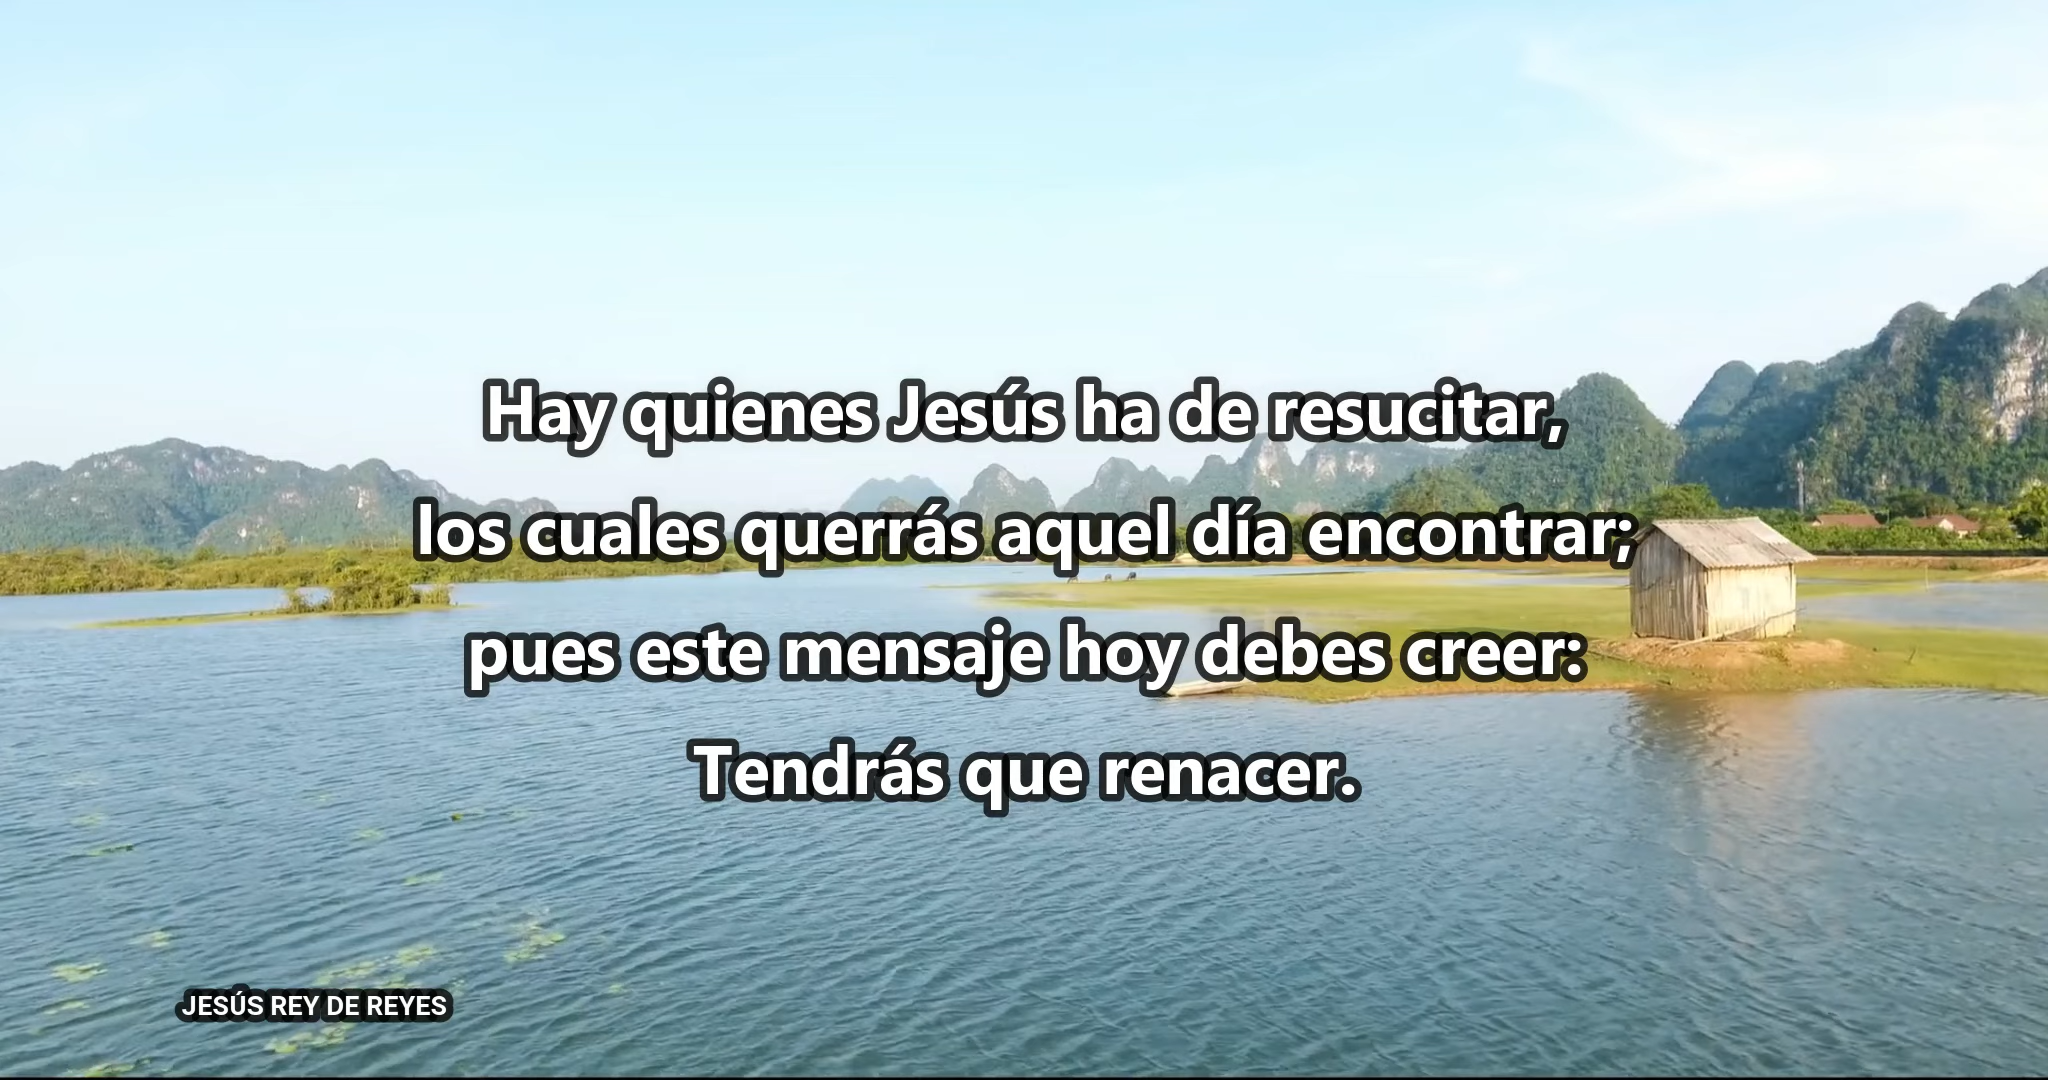 Hay quienes Jesús ha de resucitar,
los cuales querrás aquel día encontrar;
pues este mensaje hoy debes creer:
Tendrás que renacer.
JESÚS REY DE REYES